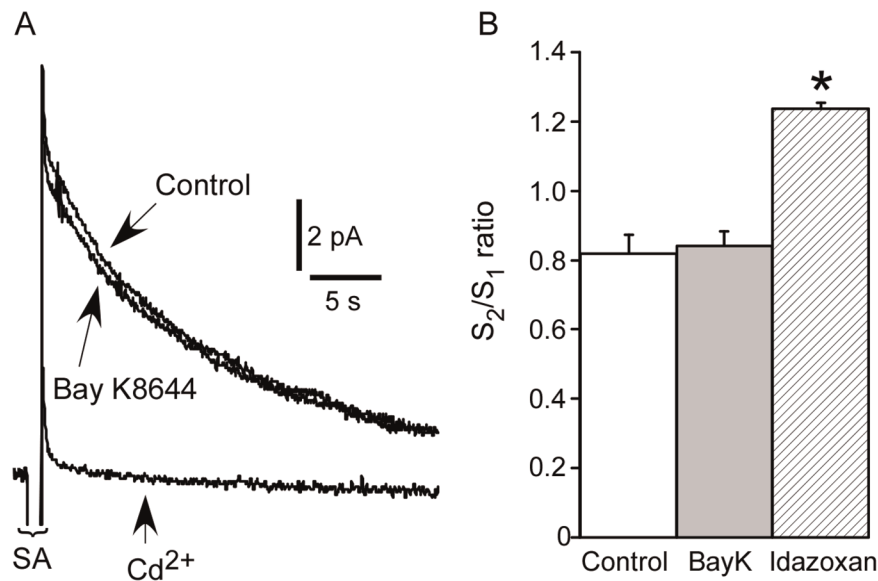 A
Control
2 pA
5 s
Bay K8644
SA
Cd²⁺
B
S₂/S₁ ratio
1.4
1.2
1.0
0.8
0.6
0.4
0.2
0
*
Control BayK Idazoxan